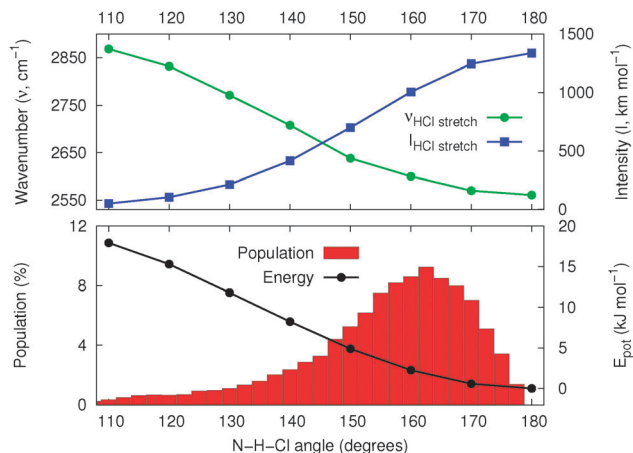 110 120 130 140 150 160 170 180
Wavenumber (ν, cm⁻¹)
2850
2750
2650
2550
1500
1000
500
0
Intensity (I, km mol⁻¹)
νHCl stretch
IHCl stretch
Population (%)
12
8
4
0
20
15
10
5
0
Epot (kJ mol⁻¹)
Population
Energy
110 120 130 140 150 160 170 180
N−H−Cl angle (degrees)